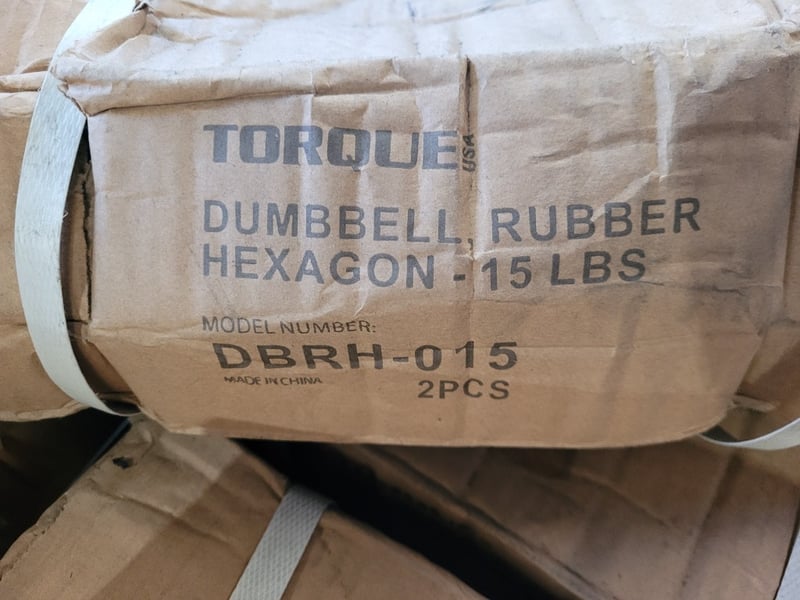 TORQUE USA
DUMBBELL, RUBBER
HEXAGON - 15 LBS
MODEL NUMBER:
DBRH-015
MADE IN CHINA
2PCS